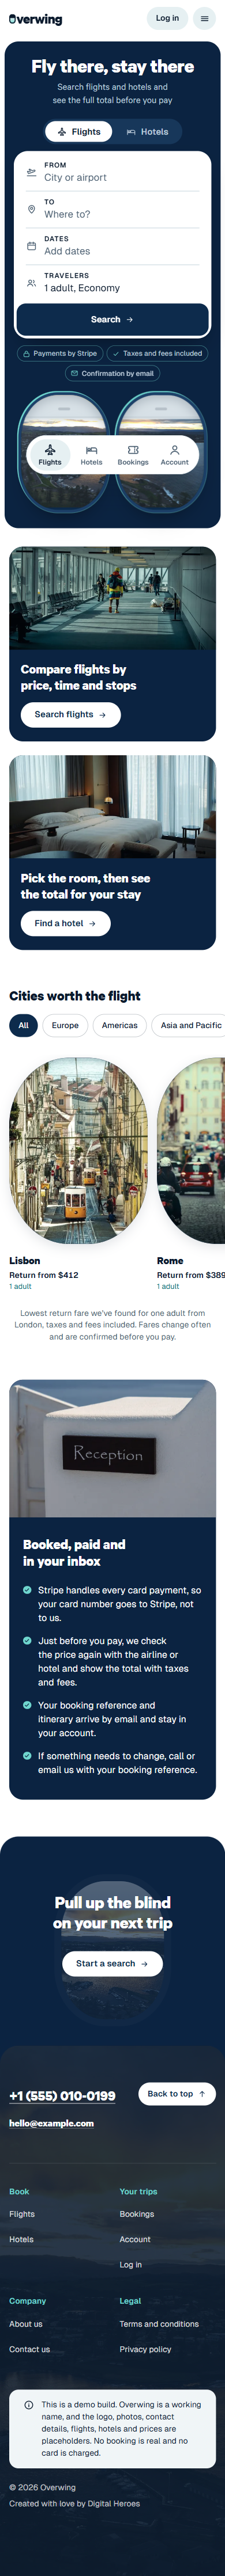 Overwing
Log in
Fly there, stay there
Search flights and hotels and
see the full total before you pay
Flights
Hotels
FROM
City or airport
TO
Where to?
DATES
Add dates
TRAVELERS
1 adult, Economy
Search
Payments by Stripe
Taxes and fees included
Confirmation by email
Flights
Hotels
Bookings
Account
Compare flights by
price, time and stops
Search flights
Pick the room, then see
the total for your stay
Find a hotel
Cities worth the flight
All
Europe
Americas
Asia and Pacific
Lisbon
Return from $412
1 adult
Rome
Return from $389
1 adult
Lowest return fare we've found for one adult from
London, taxes and fees included. Fares change often
and are confirmed before you pay.
Reception
Booked, paid and
in your inbox
Stripe handles every card payment, so
your card number goes to Stripe, not
to us.
Just before you pay, we check
the price again with the airline or
hotel and show the total with taxes
and fees.
Your booking reference and
itinerary arrive by email and stay in
your account.
If something needs to change, call or
email us with your booking reference.
Pull up the blind
on your next trip
Start a search
+1 (555) 010-0199
Back to top
hello@example.com
Book
Your trips
Flights
Bookings
Hotels
Account
Log in
Company
Legal
About us
Terms and conditions
Contact us
Privacy policy
This is a demo build. Overwing is a working
name, and the logo, photos, contact
details, flights, hotels and prices are
placeholders. No booking is real and no
card is charged.
© 2026 Overwing
Created with love by Digital Heroes